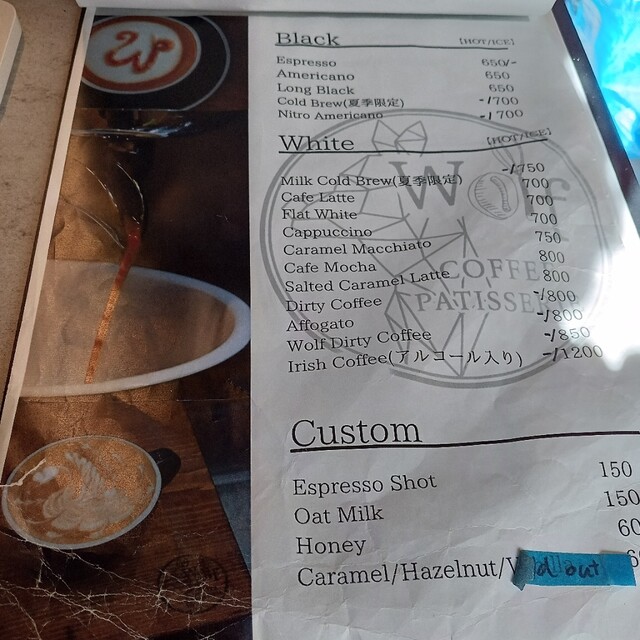 Black [HOT/ICE]
Espresso 650/-
Americano 650
Long Black 650
Cold Brew(夏季限定) -/700
Nitro Americano -/700
White [HOT/ICE]
Milk Cold Brew(夏季限定) -/750
Cafe Latte 700
Flat White 700
Cappuccino 700
Caramel Macchiato 750
Cafe Mocha 800
Salted Caramel Latte 800
Dirty Coffee -/800
Affogato -/800
Wolf Dirty Coffee -/850
Irish Coffee(アルコール入り) -/1200
Wolf
COFFEE
PATISSE
Custom
Espresso Shot 150
Oat Milk 150
Honey 60
Caramel/Hazelnut/V
out